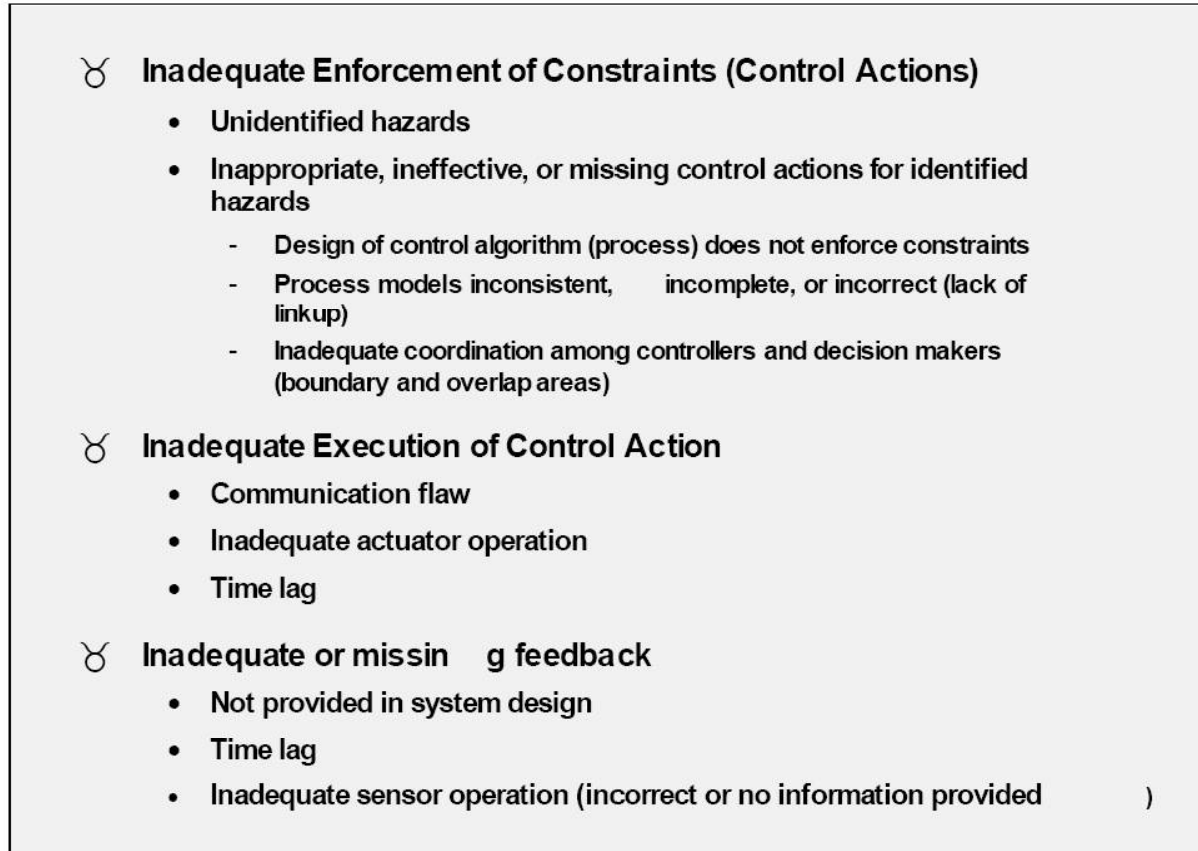 ♉ Inadequate Enforcement of Constraints (Control Actions)
• Unidentified hazards
• Inappropriate, ineffective, or missing control actions for identified
hazards
- Design of control algorithm (process) does not enforce constraints
- Process models inconsistent, incomplete, or incorrect (lack of
linkup)
- Inadequate coordination among controllers and decision makers
(boundary and overlap areas)
♉ Inadequate Execution of Control Action
• Communication flaw
• Inadequate actuator operation
• Time lag
♉ Inadequate or missin g feedback
• Not provided in system design
• Time lag
• Inadequate sensor operation (incorrect or no information provided )